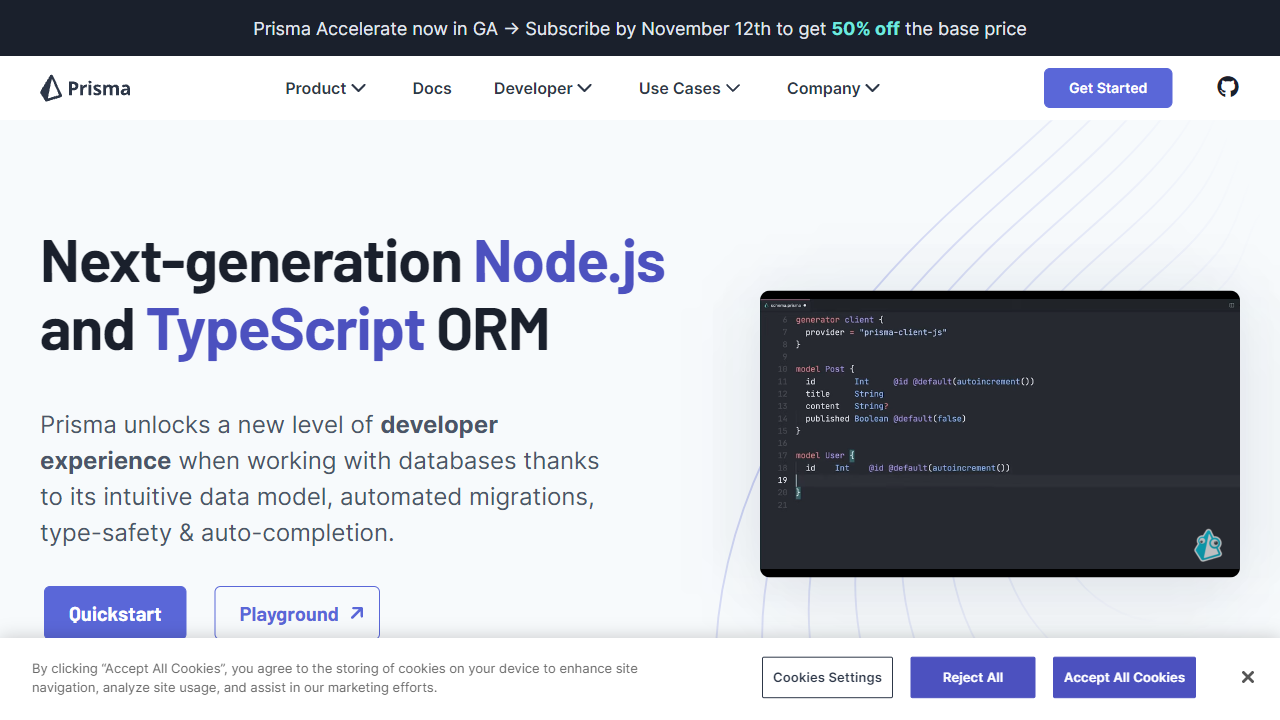 Prisma Accelerate now in GA → Subscribe by November 12th to get 50% off the base price
Prisma
Product
Docs
Developer
Use Cases
Company
Get Started
Next-generation Node.js
and TypeScript ORM
Prisma unlocks a new level of developer
experience when working with databases thanks
to its intuitive data model, automated migrations,
type-safety & auto-completion.
Quickstart
Playground
schema.prisma
6 generator client {
7 provider = "prisma-client-js"
8 }
9
10 model Post {
11 id Int @id @default(autoincrement())
12 title String
13 content String?
14 published Boolean @default(false)
15 }
16
17 model User {
18 id Int @id @default(autoincrement())
19
20 }
21
By clicking “Accept All Cookies”, you agree to the storing of cookies on your device to enhance site
navigation, analyze site usage, and assist in our marketing efforts.
Cookies Settings
Reject All
Accept All Cookies